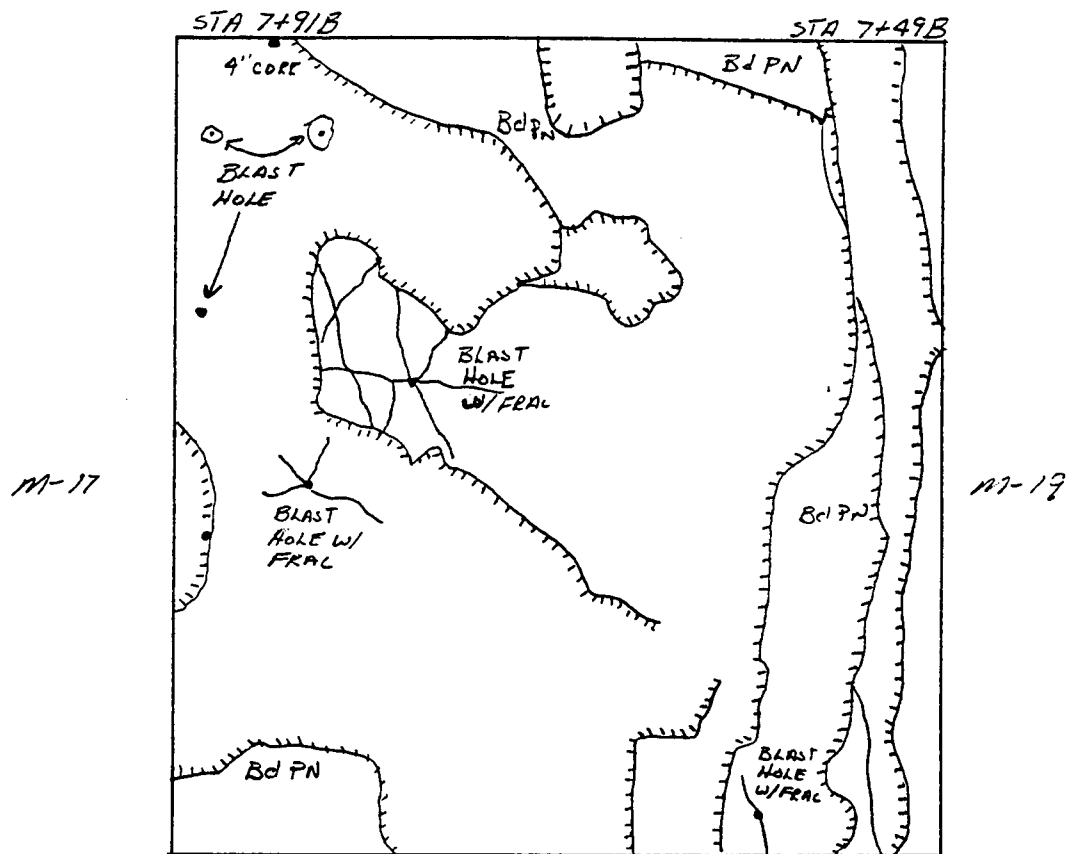 STA 7+91B
STA 7+49B
4" CORE
Bd PN
Bd PN
BLAST
HOLE
BLAST
HOLE
W/ FRAC
M-17
M-19
Bd PN
BLAST
HOLE W/
FRAC
Bd PN
BLAST
HOLE
W/FRAC